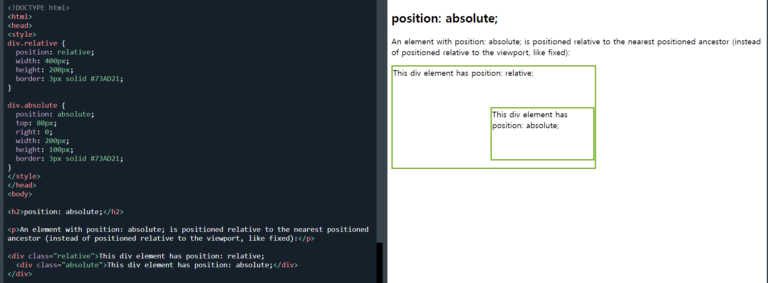 <!DOCTYPE html>
<html>
<head>
<style>
div.relative {
  position: relative;
  width: 400px;
  height: 200px;
  border: 3px solid #73AD21;
}

div.absolute {
  position: absolute;
  top: 80px;
  right: 0;
  width: 200px;
  height: 100px;
  border: 3px solid #73AD21;
}
</style>
</head>
<body>

<h2>position: absolute;</h2>

<p>An element with position: absolute; is positioned relative to the nearest positioned
ancestor (instead of positioned relative to the viewport, like fixed):</p>

<div class="relative">This div element has position: relative;
  <div class="absolute">This div element has position: absolute;</div>
</div>

position: absolute;
An element with position: absolute; is positioned relative to the nearest positioned ancestor (instead
of positioned relative to the viewport, like fixed):
This div element has position: relative;
This div element has
position: absolute;